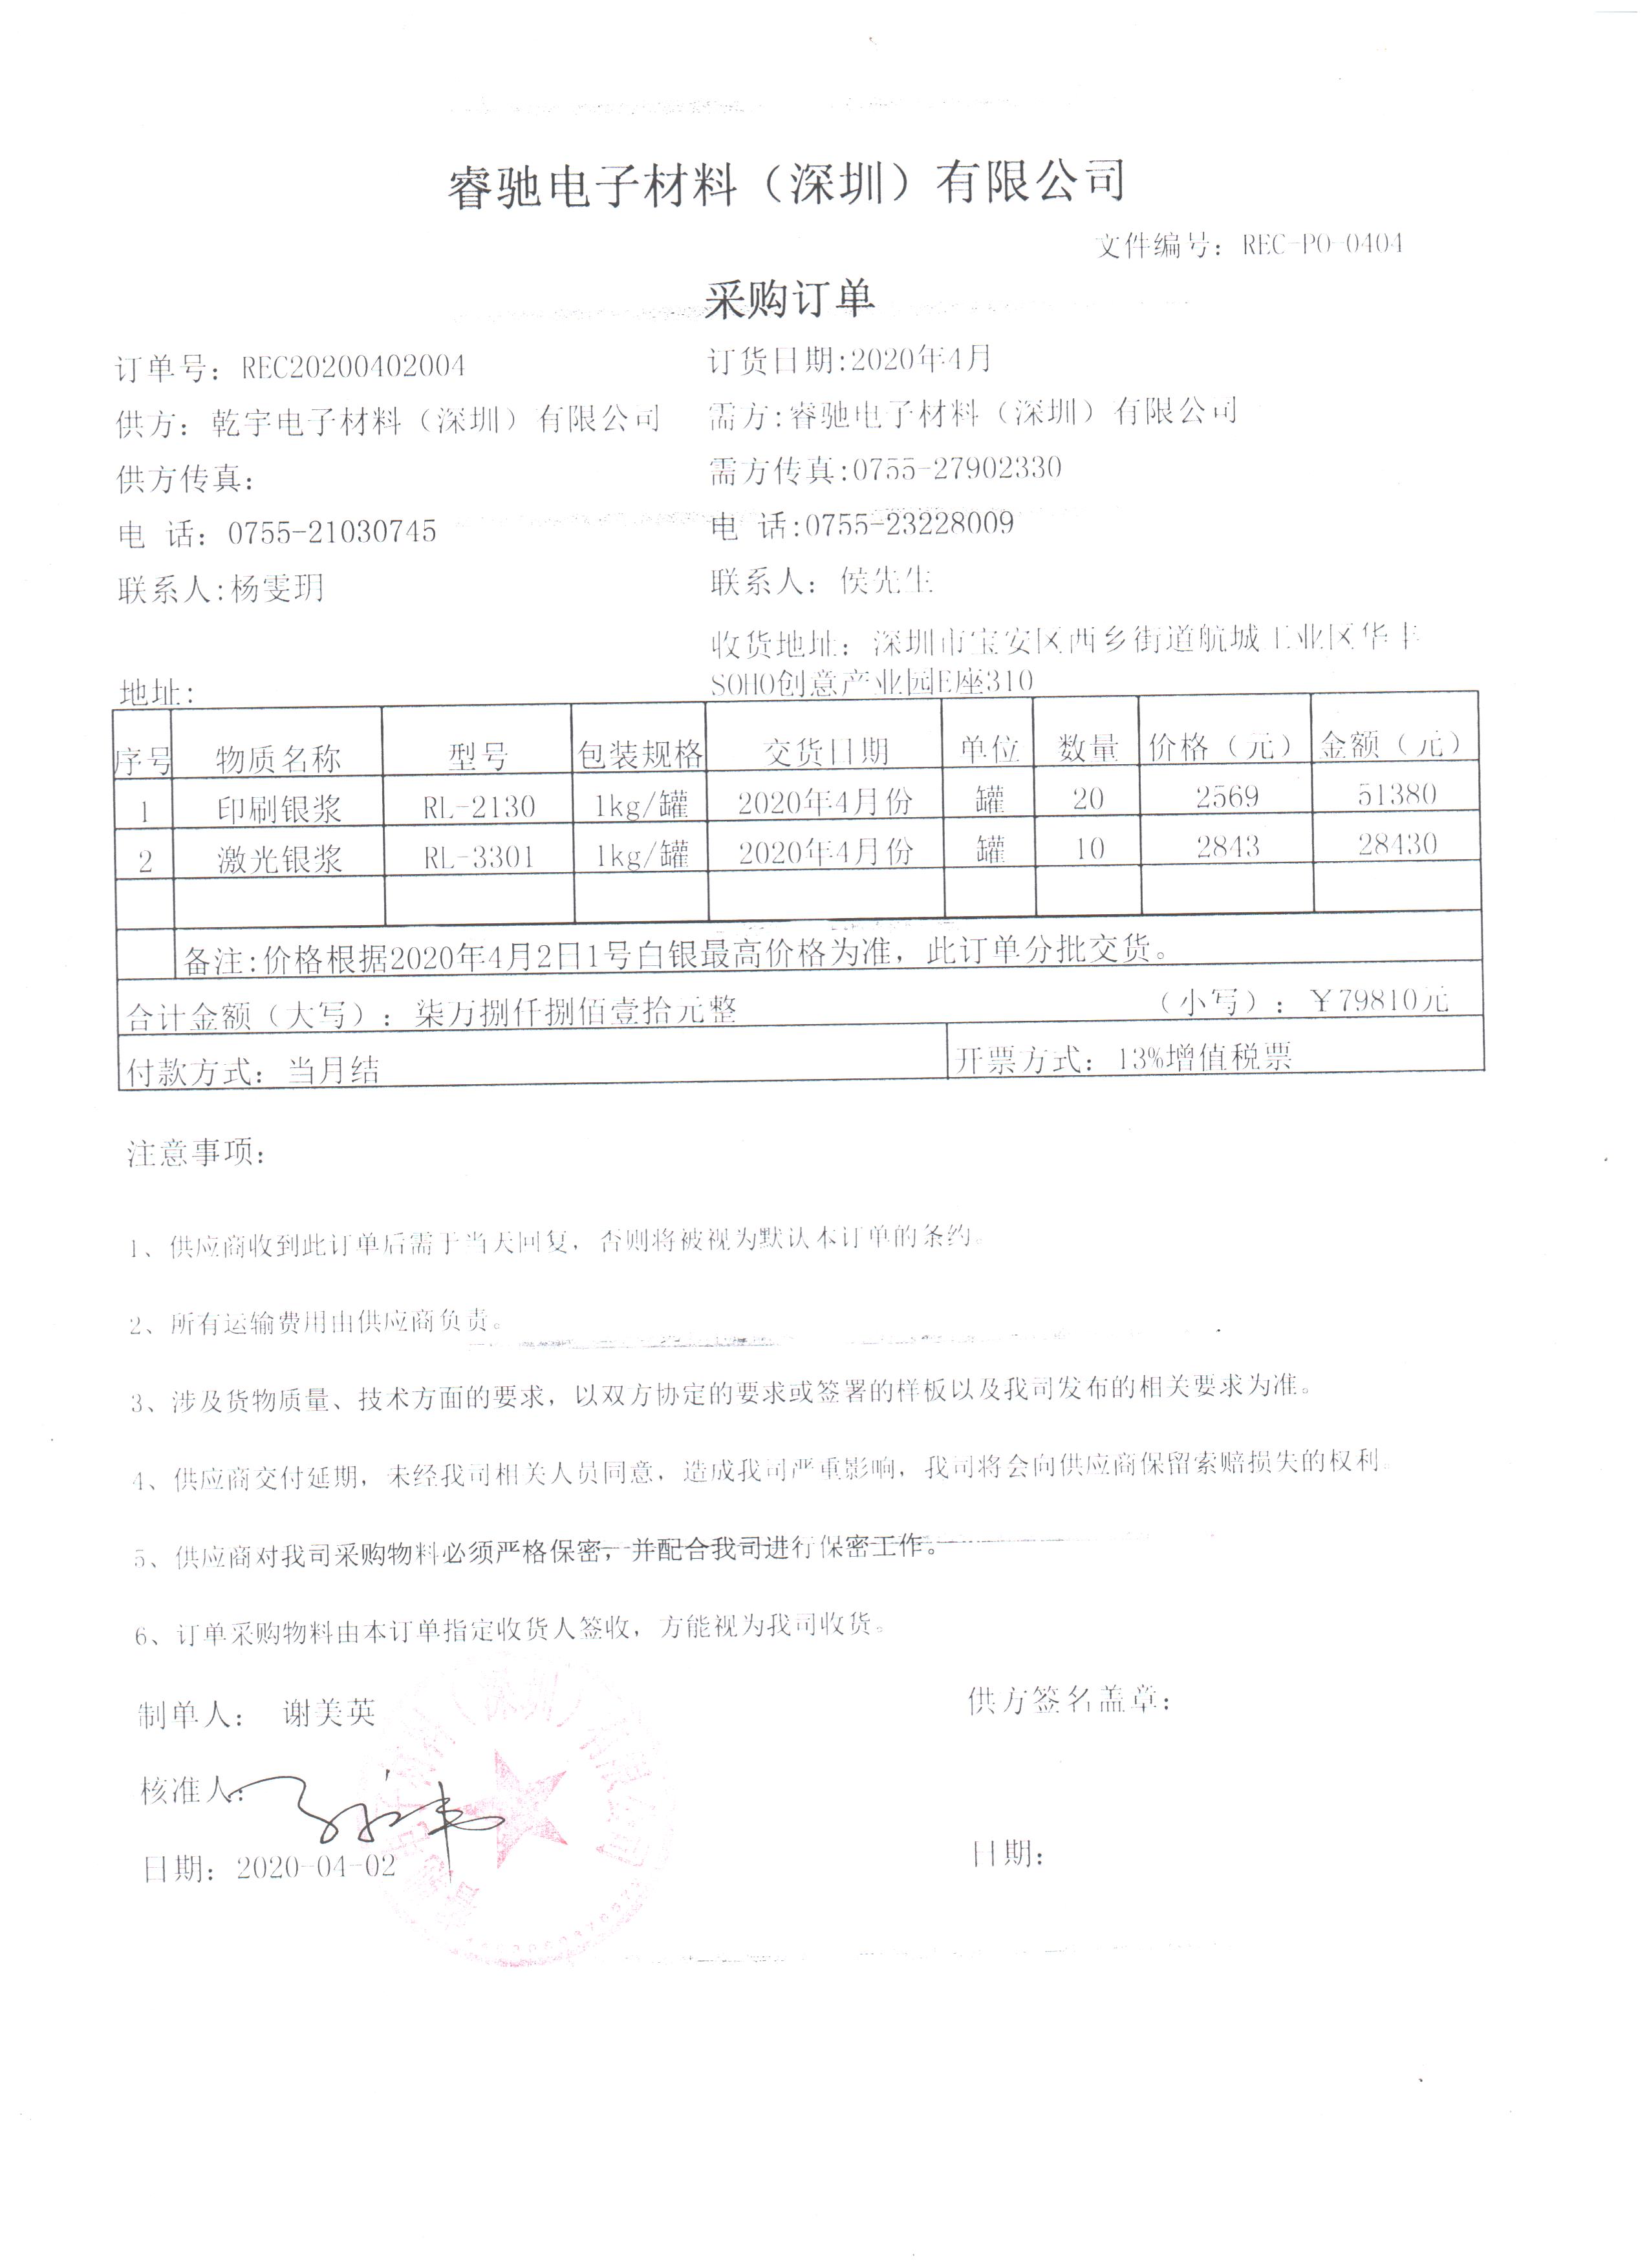 睿驰电子材料（深圳）有限公司
文件编号：REC-PO-0404
采购订单
订单号：REC20200402004 订货日期:2020年4月
供方：乾宇电子材料（深圳）有限公司 需方:睿驰电子材料（深圳）有限公司
供方传真: 需方传真:0755-27902330
电 话：0755-21030745 电 话:0755-23228009
联系人:杨雯玥 联系人：侯先生
收货地址：深圳市宝安区西乡街道航城工业区华丰
地址: SOHO创意产业园E座310
序号 物质名称 型号 包装规格 交货日期 单位 数量 价格（元） 金额（元）
1 印刷银浆 RL-2130 1kg/罐 2020年4月份 罐 20 2569 51380
2 激光银浆 RL-3301 1kg/罐 2020年4月份 罐 10 2843 28430
备注:价格根据2020年4月2日1号白银最高价格为准，此订单分批交货。
合计金额（大写）：柒万捌仟捌佰壹拾元整 （小写）：￥79810元
付款方式：当月结 开票方式：13%增值税票
注意事项：
1、供应商收到此订单后需于当天回复，否则将被视为默认本订单的条约。
2、所有运输费用由供应商负责。
3、涉及货物质量、技术方面的要求，以双方协定的要求或签署的样板以及我司发布的相关要求为准。
4、供应商交付延期，未经我司相关人员同意，造成我司严重影响，我司将会向供应商保留索赔损失的权利。
5、供应商对我司采购物料必须严格保密，并配合我司进行保密工作。
6、订单采购物料由本订单指定收货人签收，方能视为我司收货。
制单人： 谢美英 供方签名盖章：
核准人：
日期：2020-04-02 日期：